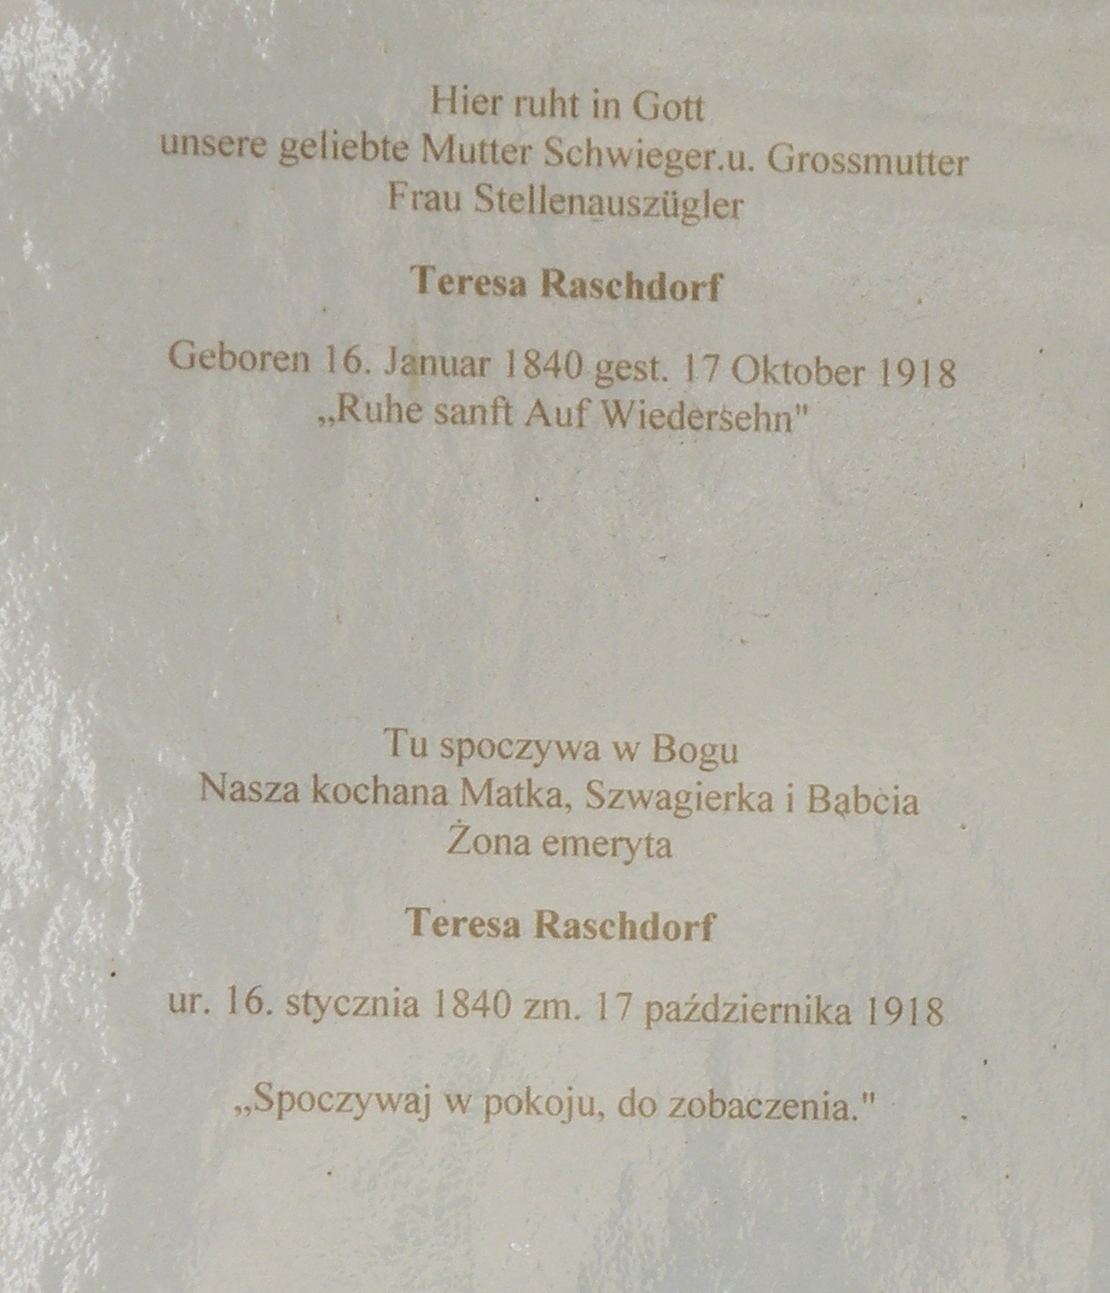 Hier ruht in Gott
unsere geliebte Mutter Schwieger.u. Grossmutter
Frau Stellenauszügler
Teresa Raschdorf
Geboren 16. Januar 1840 gest. 17 Oktober 1918
„Ruhe sanft Auf Wiedersehn"
Tu spoczywa w Bogu
Nasza kochana Matka, Szwagierka i Bąbcia
Żona emeryta
Teresa Raschdorf
ur. 16. stycznia 1840 zm. 17 października 1918
„Spoczywaj w pokoju, do zobaczenia."